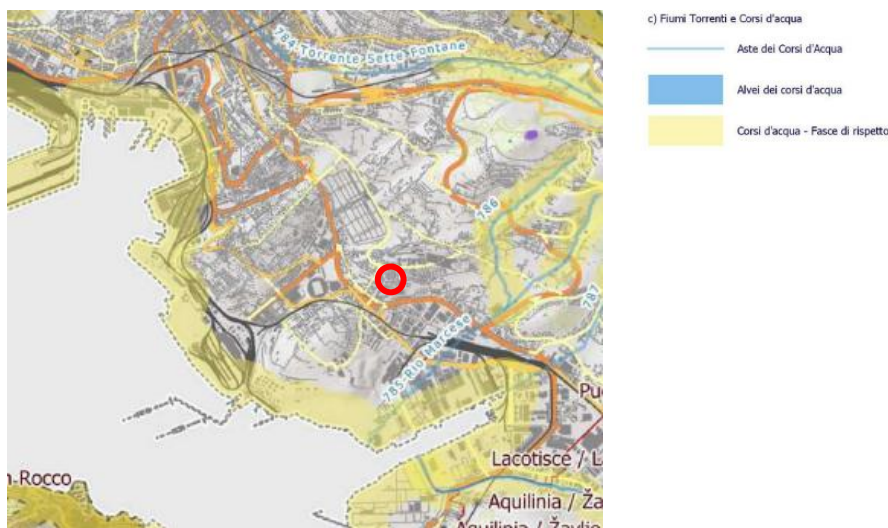 784-Torrente Sette Fontane
786
787
785-Rio Marcese
Lacotisce / L
n Rocco
Aquilinia / Ža
Aquilinia / Žavlje
c) Fiumi Torrenti e Corsi d'acqua
Aste dei Corsi d'Acqua
Alvei dei corsi d'acqua
Corsi d'acqua - Fasce di rispetto